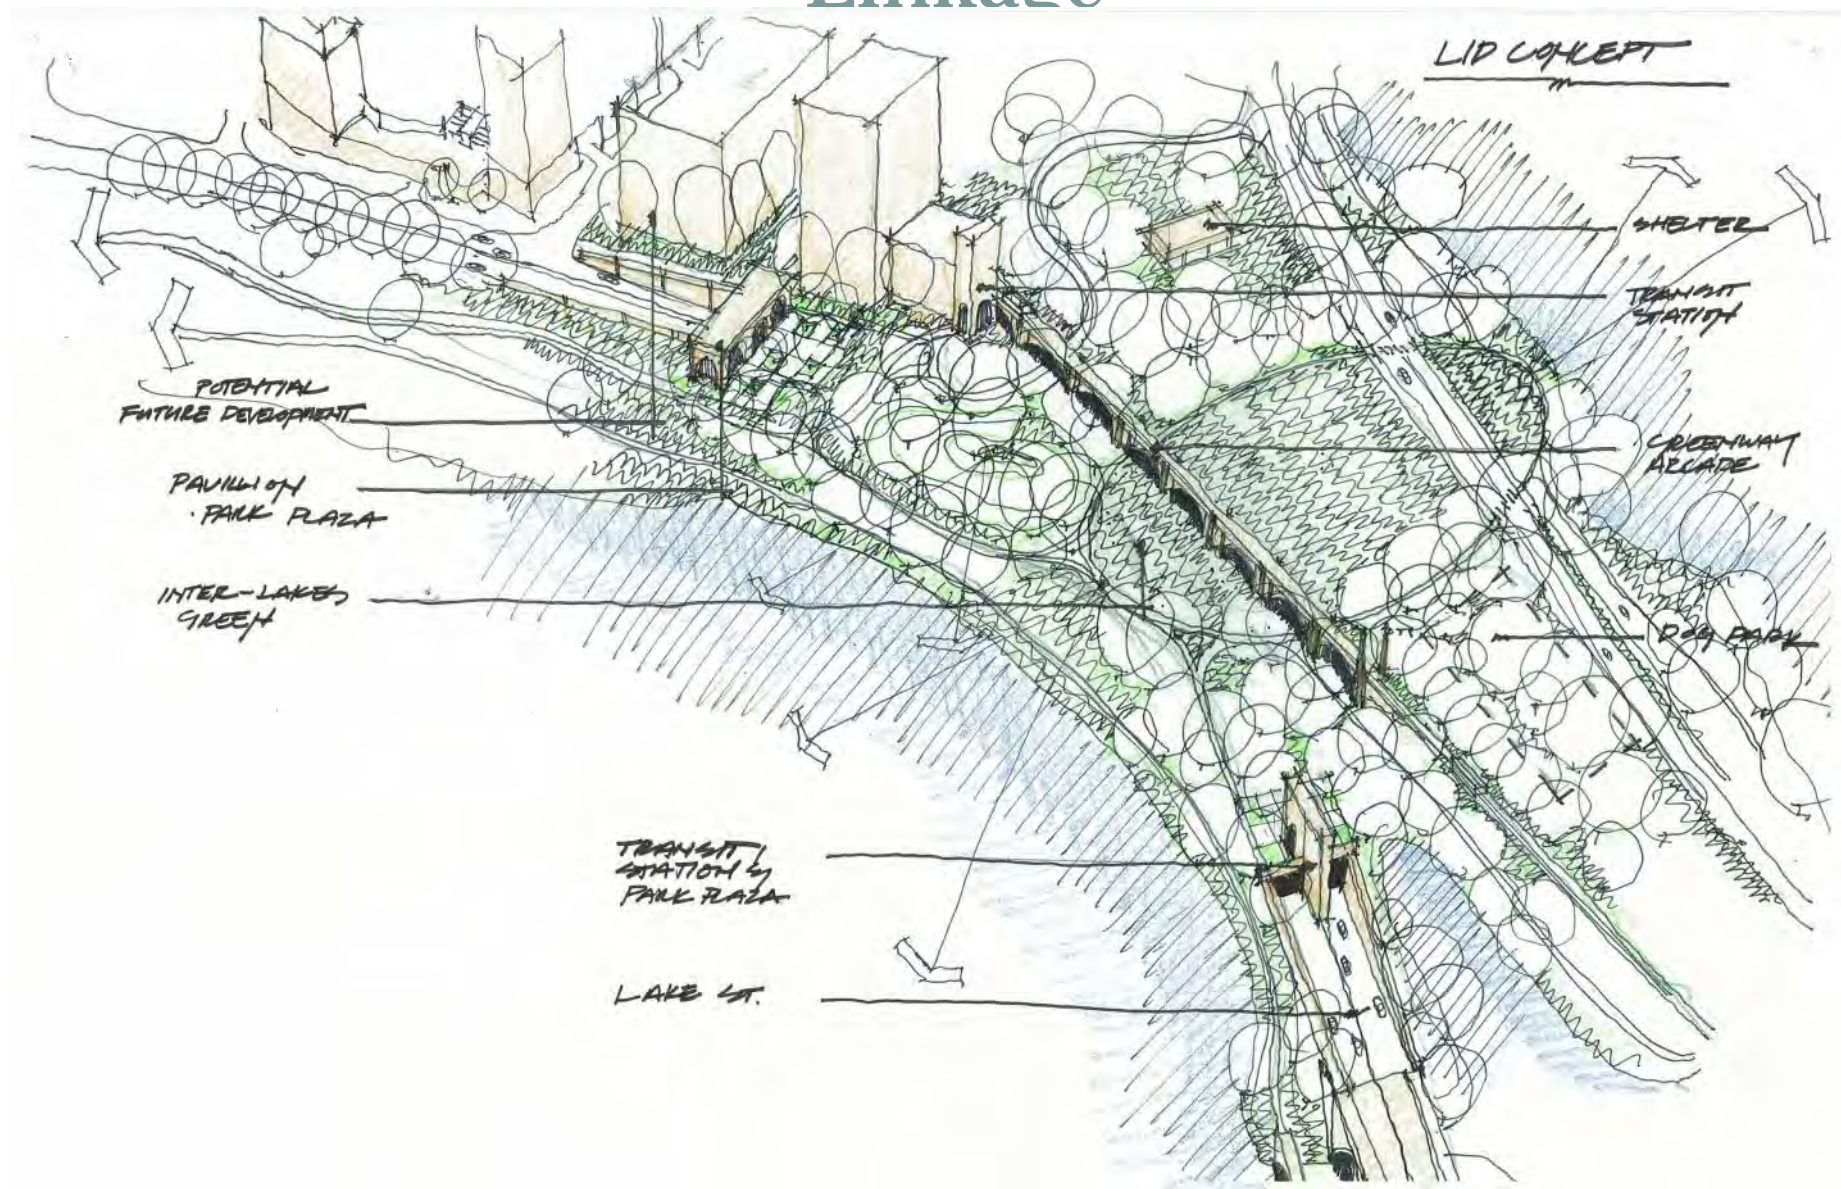 Linkage
LID CONCEPT
SHELTER
TRANSIT
STATION
POTENTIAL
FUTURE DEVELOPMENT
GREENWAY
ARCADE
PAVILLION
PARK PLAZA
INTER-LAKES
GREEN
DOG PARK
TRANSIT
STATION &
PARK PLAZA
LAKE ST.